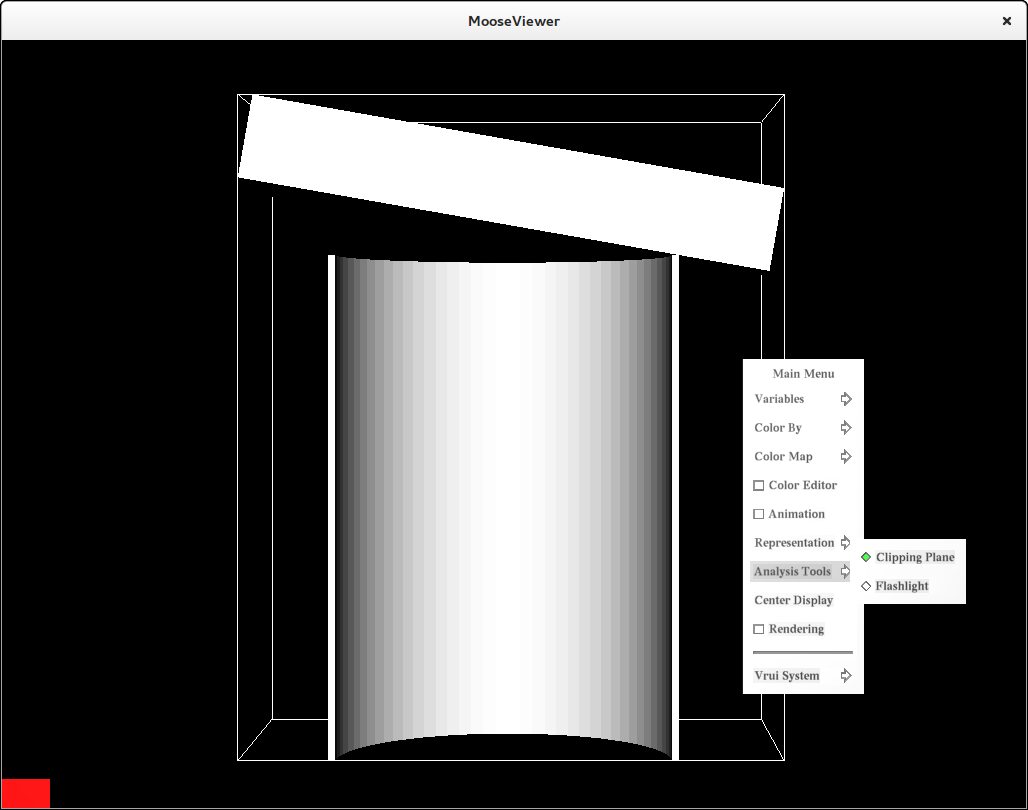 MooseViewer
Main Menu
Variables
Color By
Color Map
Color Editor
Animation
Representation
Analysis Tools
Center Display
Rendering
Vrui System
Clipping Plane
Flashlight